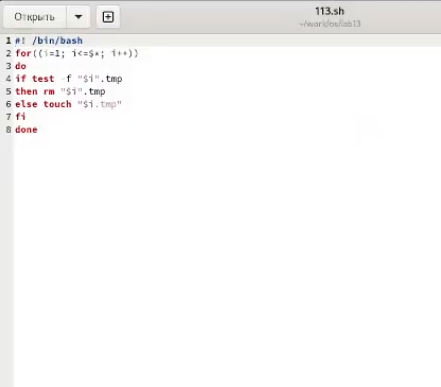 Открыть
113.sh
~/work/os/lab13
1 #! /bin/bash
2 for((i=1; i<=$*; i++))
3 do
4 if test -f "$i".tmp
5 then rm "$i".tmp
6 else touch "$i.tmp"
7 fi
8 done